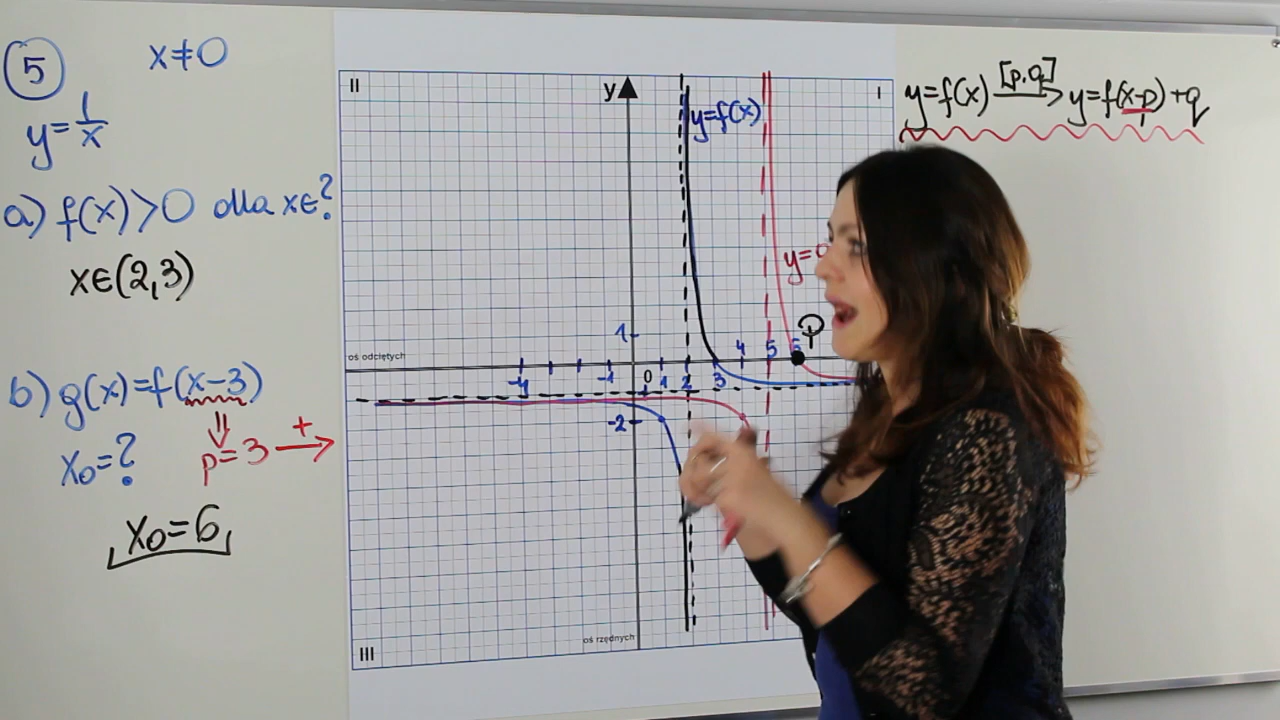 5
x≠0
y=1/x
a) f(x)>0 dla x∈?
x∈(2,3)
b) g(x)=f(x-3)
x₀=?
p=3
+
x₀=6
II
I
III
y
y=f(x)
y=
P
1
4 5 6
oś odciętych
-4 -1 0 1 2 3
-2
oś rzędnych
y=f(x) [p,q] → y=f(x-p)+q